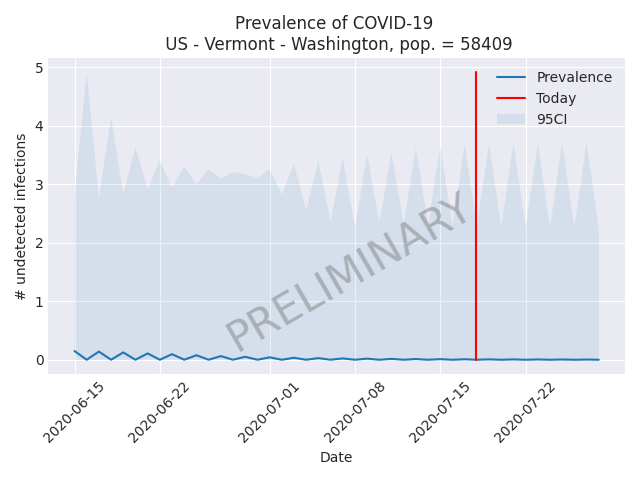 Prevalence of COVID-19
US - Vermont - Washington, pop. = 58409
5
4
3
2
1
0
# undetected infections
Prevalence
Today
95CI
PRELIMINARY
2020-06-15
2020-06-22
2020-07-01
2020-07-08
2020-07-15
2020-07-22
Date